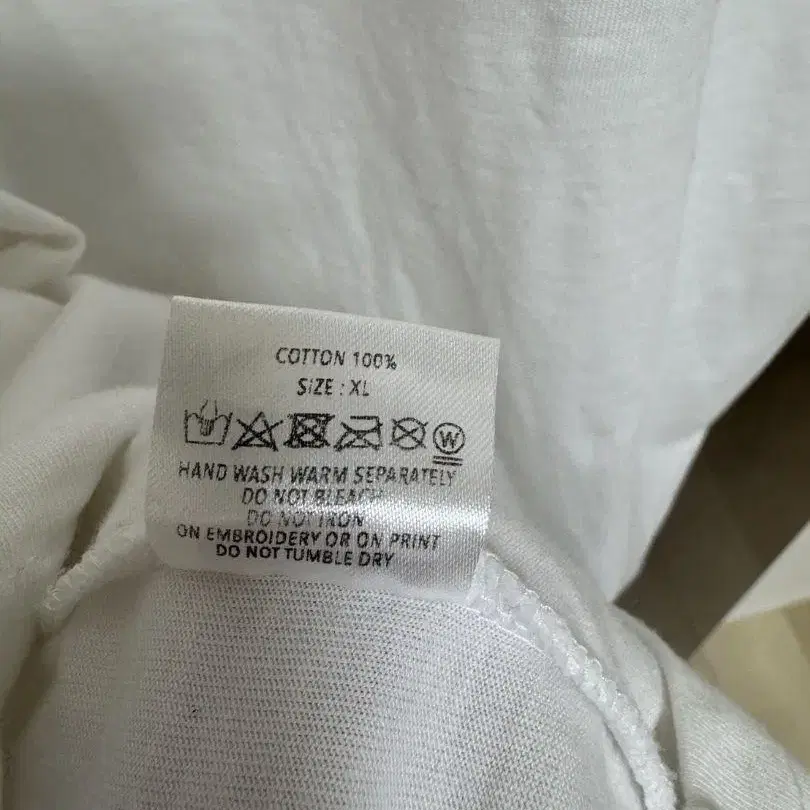 COTTON 100%
SIZE : XL
W
HAND WASH WARM SEPARATELY
DO NOT BLEACH
DO NOT IRON
ON EMBROIDERY OR ON PRINT
DO NOT TUMBLE DRY